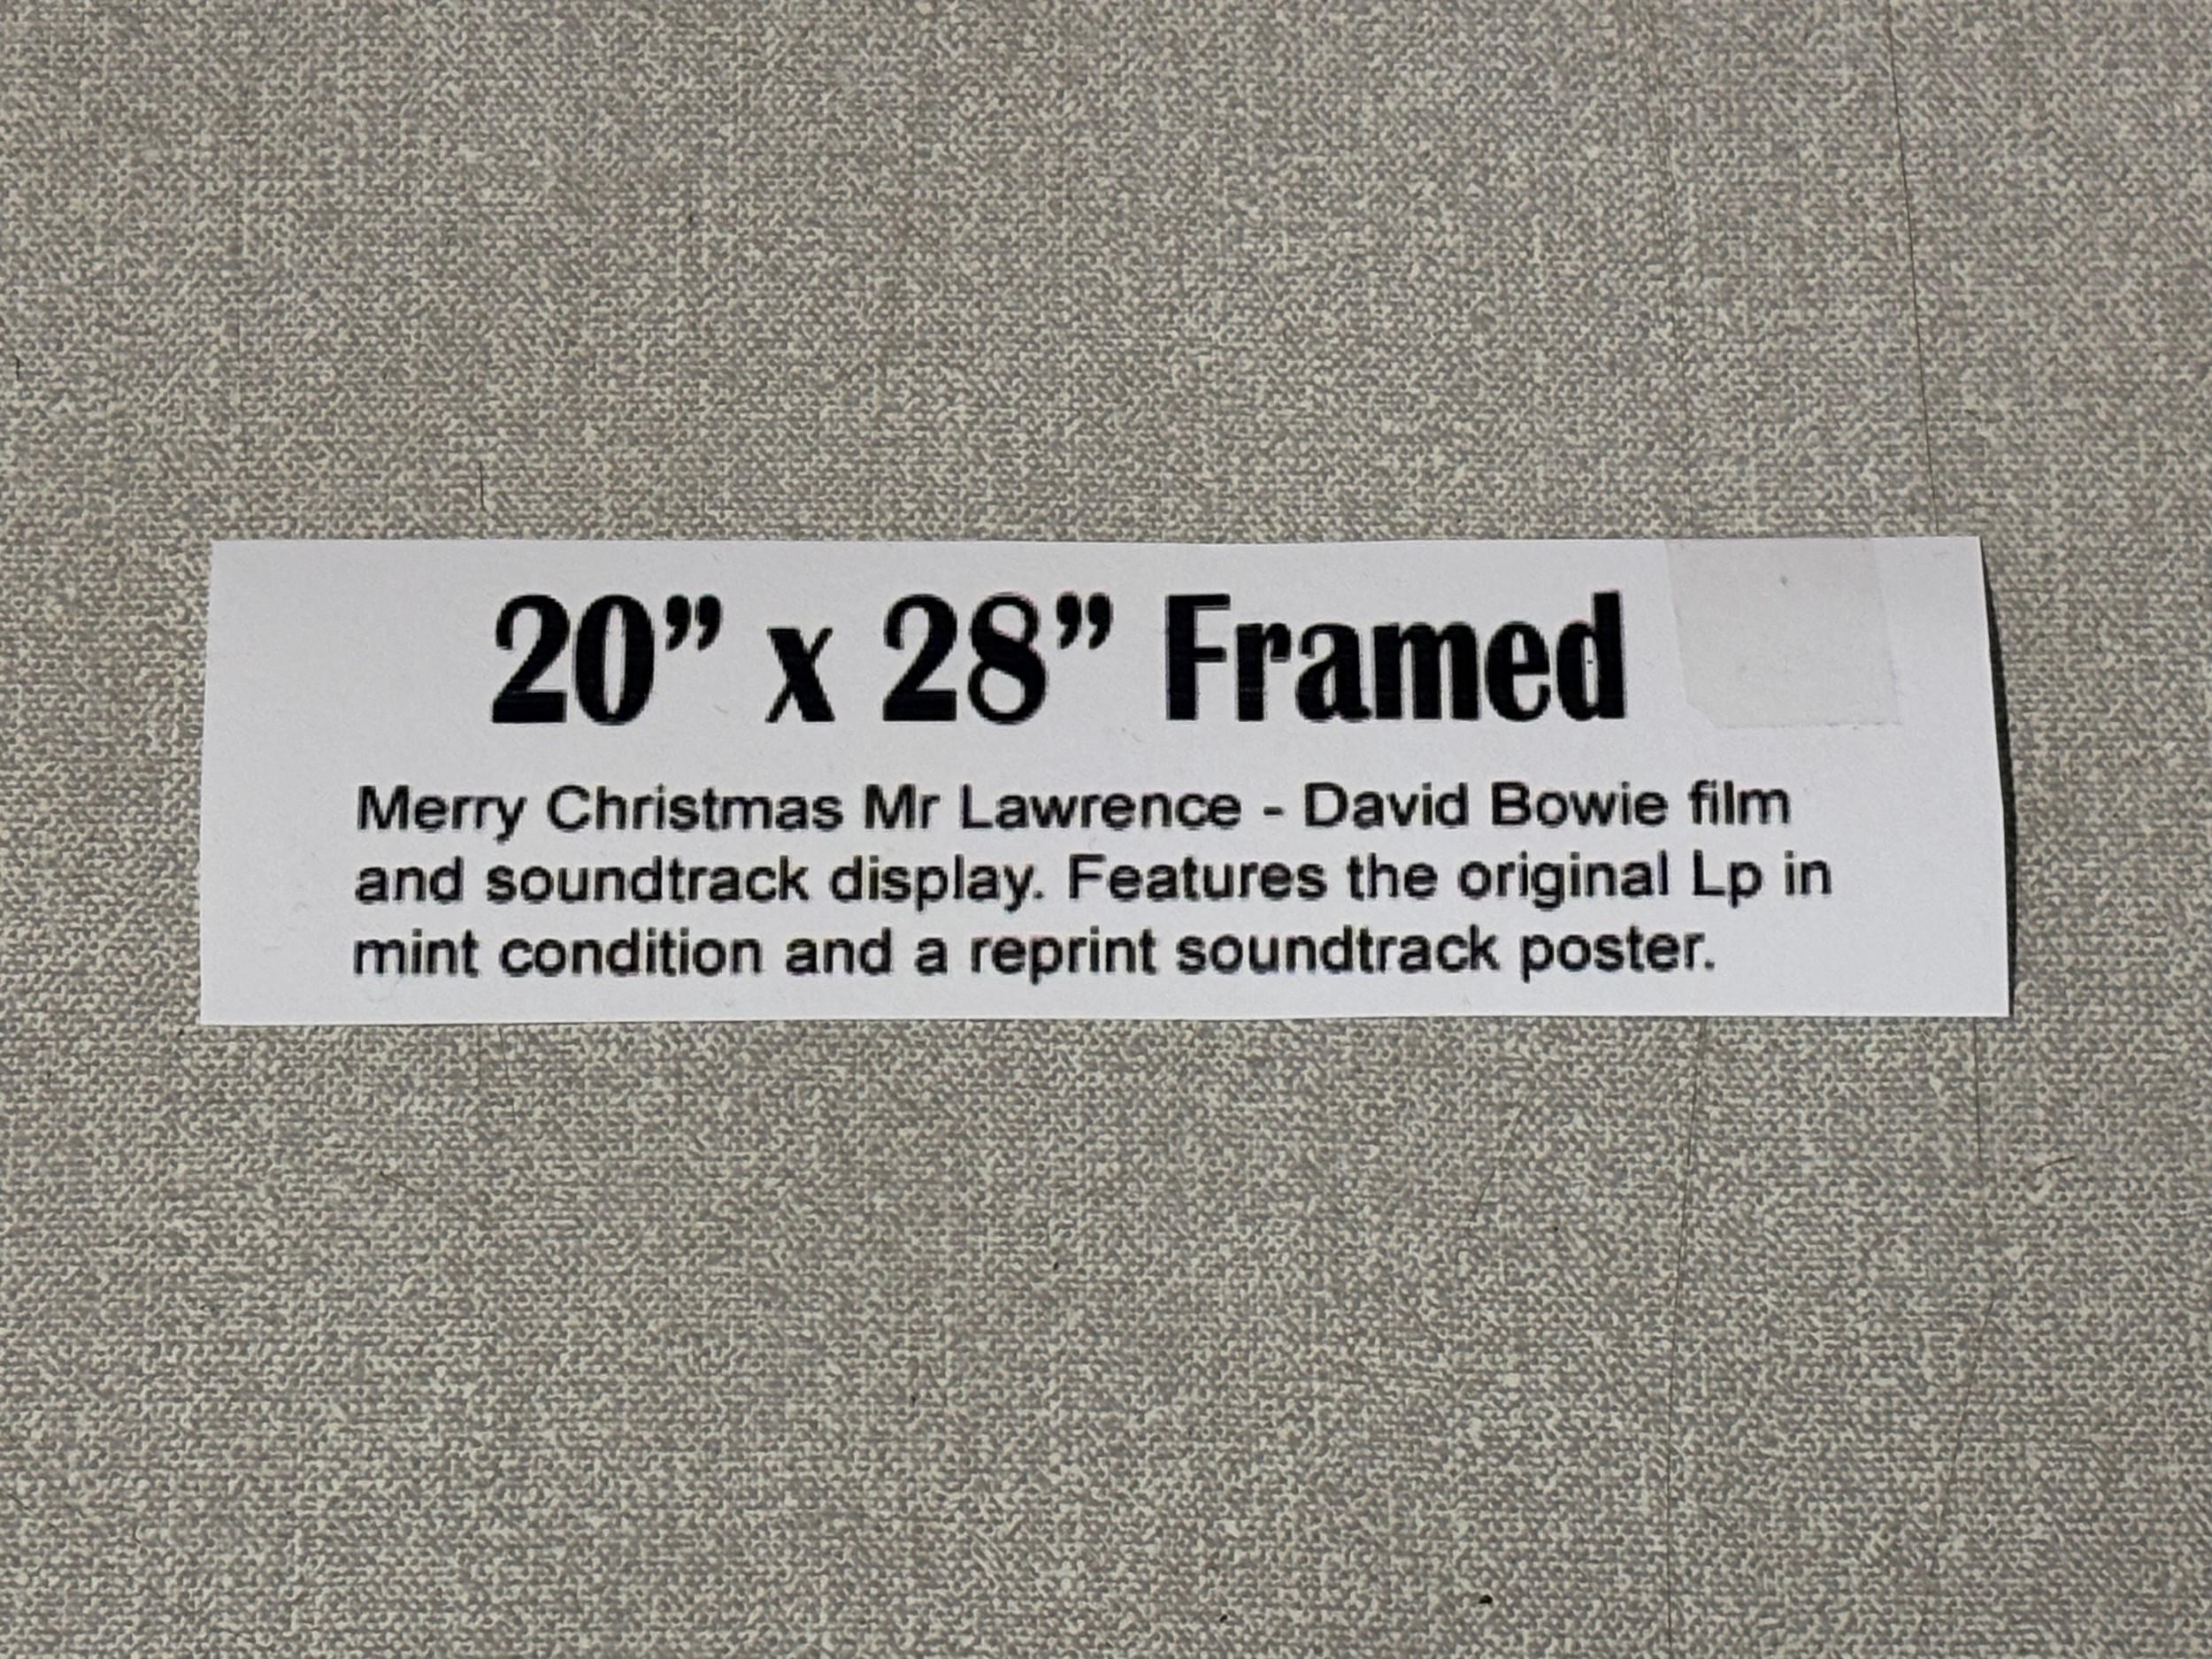 20” x 28” Framed
Merry Christmas Mr Lawrence - David Bowie film
and soundtrack display. Features the original Lp in
mint condition and a reprint soundtrack poster.